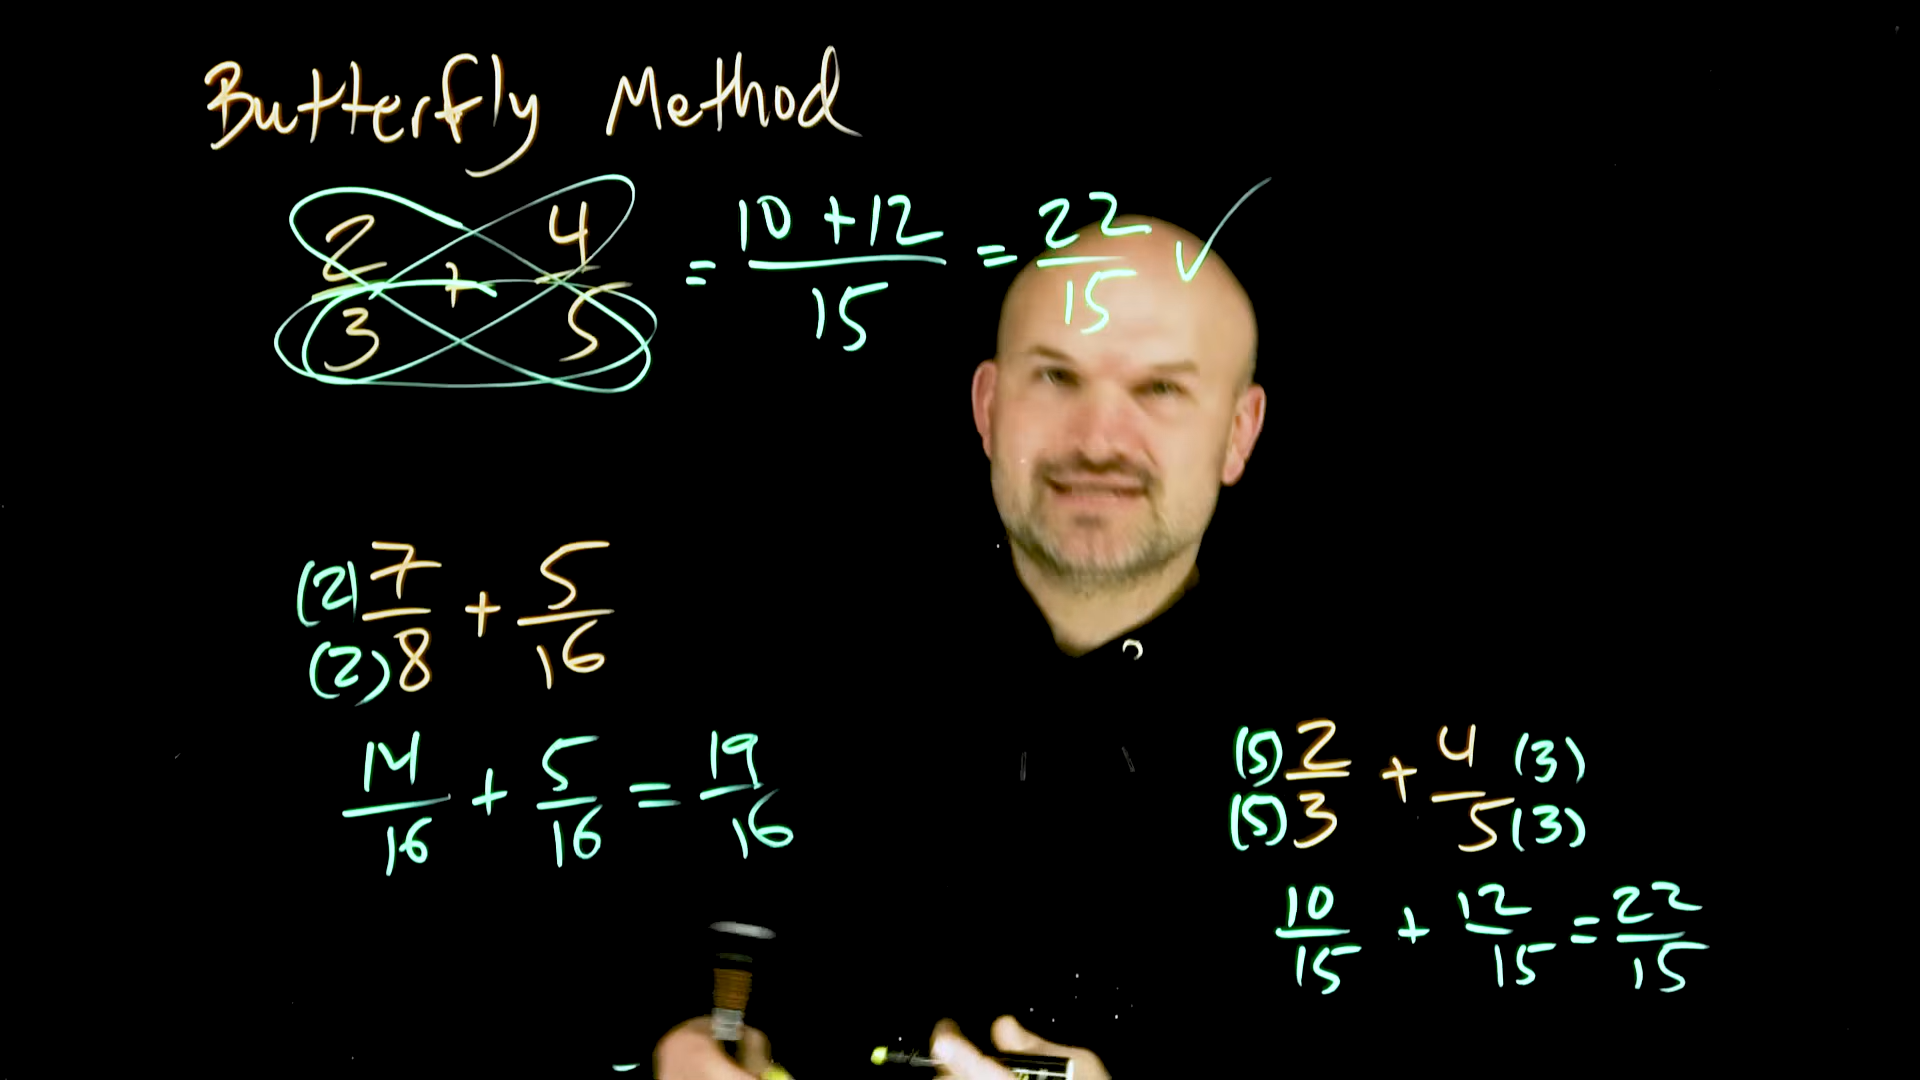 Butterfly Method
2/3 + 4/5 = 10 + 12/15 = 22/15 ✓
(2)7/(2)8 + 5/16
14/16 + 5/16 = 19/16
(5)2/(5)3 + 4(3)/5(3)
10/15 + 12/15 = 22/15